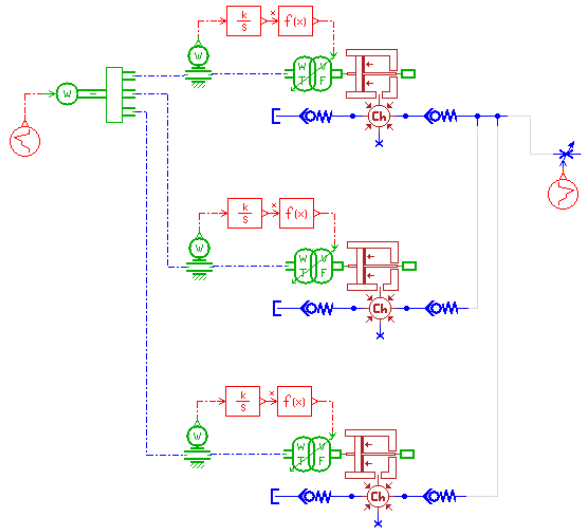 k/s x f(x)
W W T V F
W
Ch
k/s x f(x)
W W T V F
Ch
k/s x f(x)
W W T V F
Ch